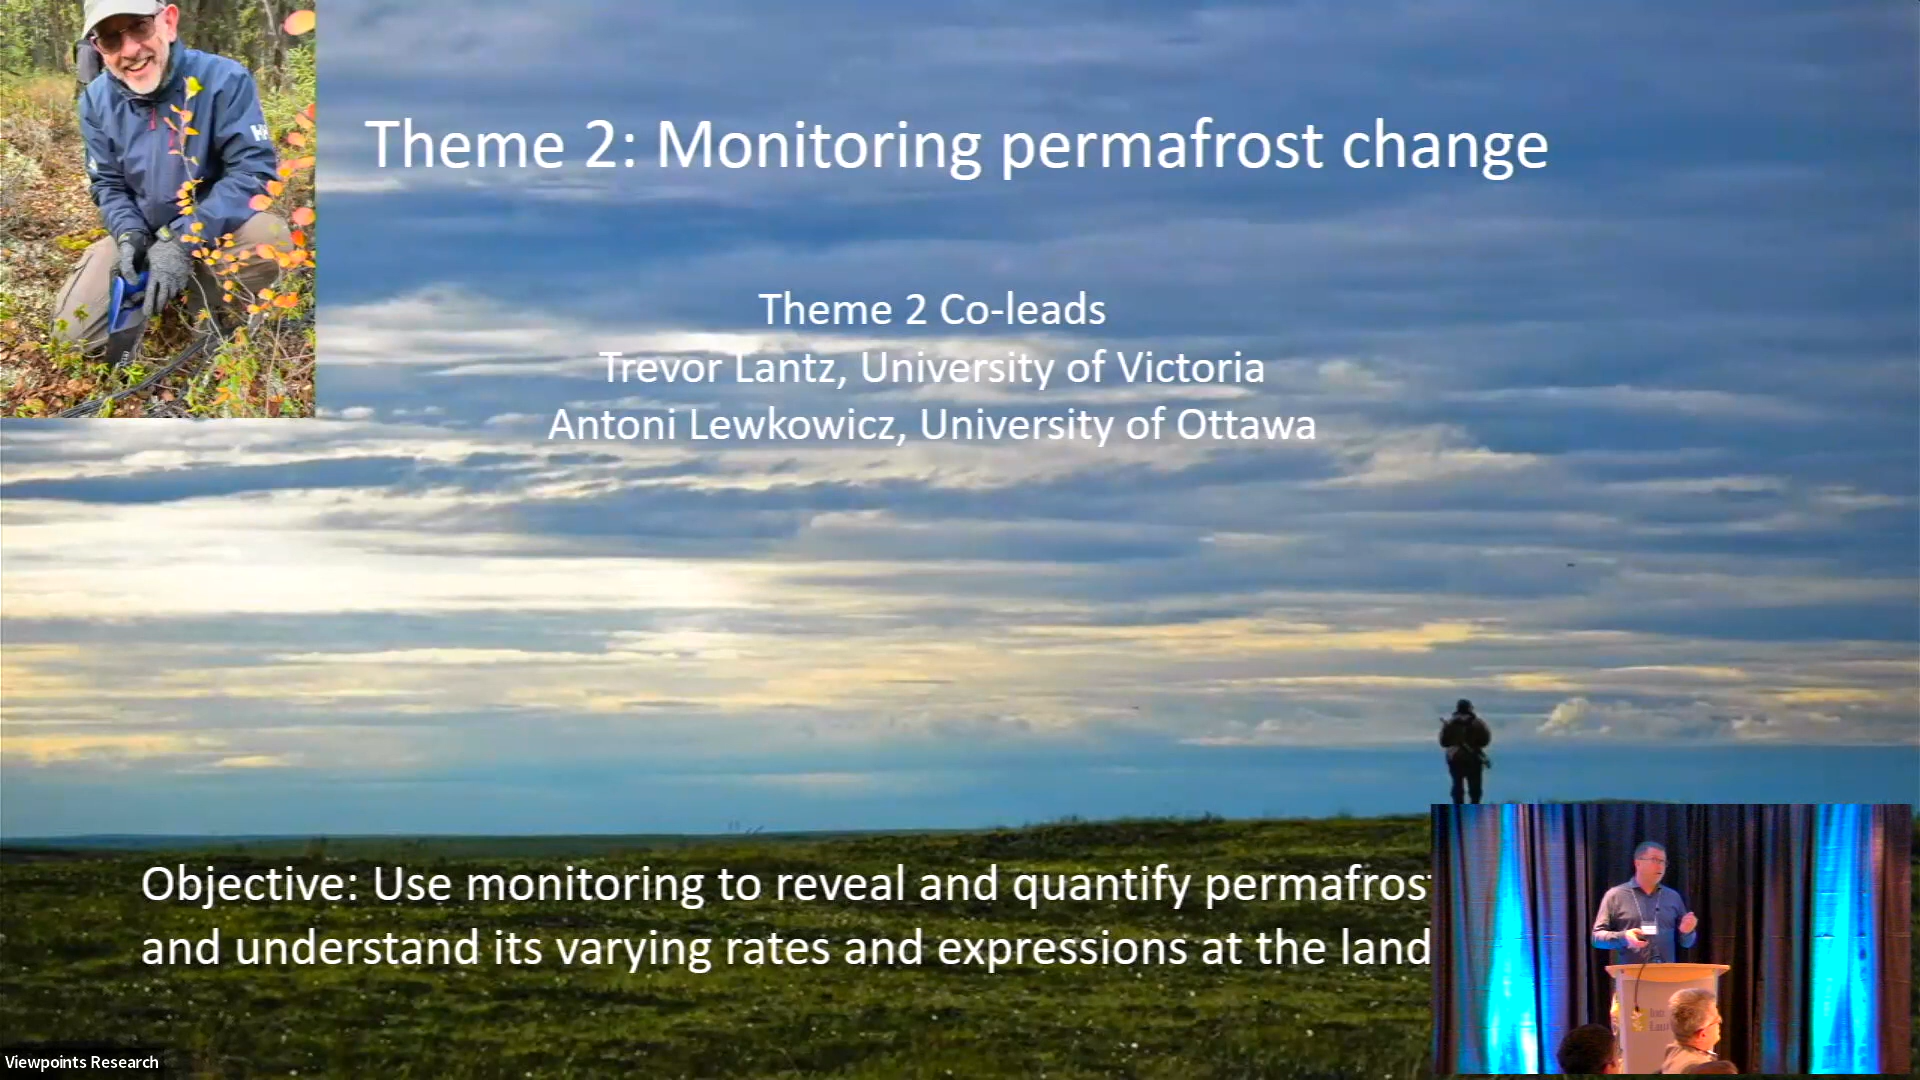 Theme 2: Monitoring permafrost change
Theme 2 Co-leads
Trevor Lantz, University of Victoria
Antoni Lewkowicz, University of Ottawa
Objective: Use monitoring to reveal and quantify permafrost
and understand its varying rates and expressions at the land
Viewpoints Research